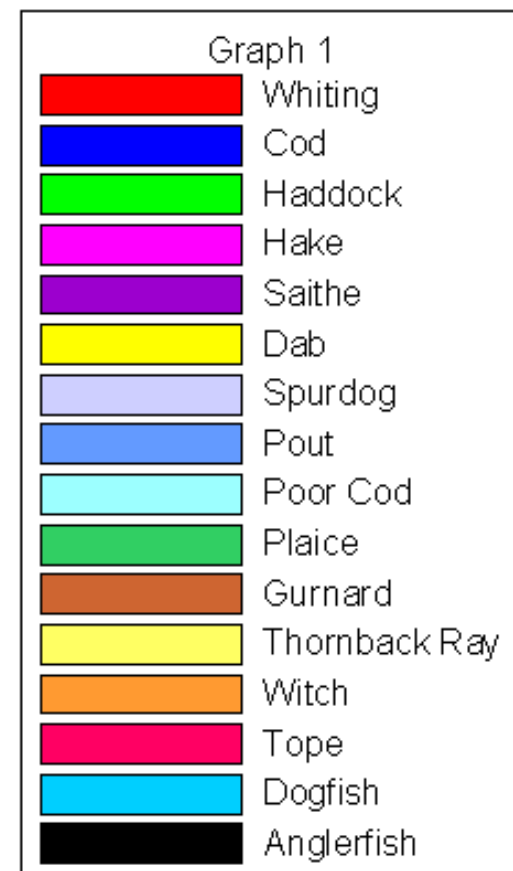 Graph 1
Whiting
Cod
Haddock
Hake
Saithe
Dab
Spurdog
Pout
Poor Cod
Plaice
Gurnard
Thornback Ray
Witch
Tope
Dogfish
Anglerfish